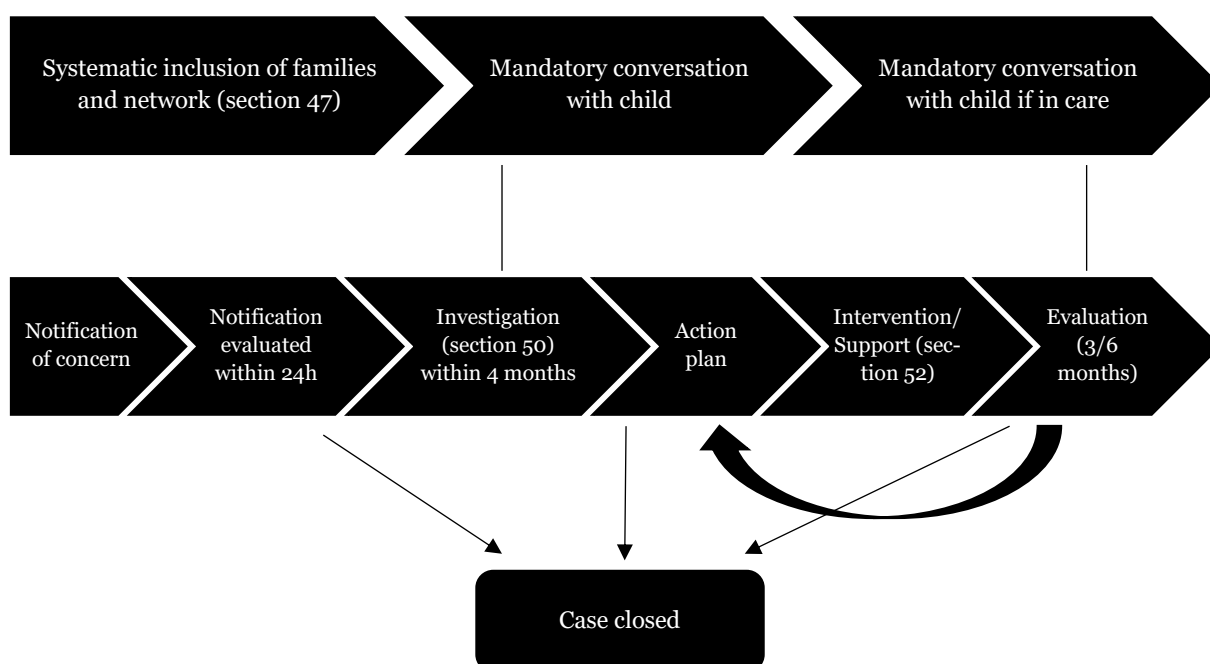 Systematic inclusion of families
and network (section 47)
Mandatory conversation
with child
Mandatory conversation
with child if in care
Notification
of concern
Notification
evaluated
within 24h
Investigation
(section 50)
within 4 months
Action
plan
Intervention/
Support (sec-
tion 52)
Evaluation
(3/6
months)
Case closed